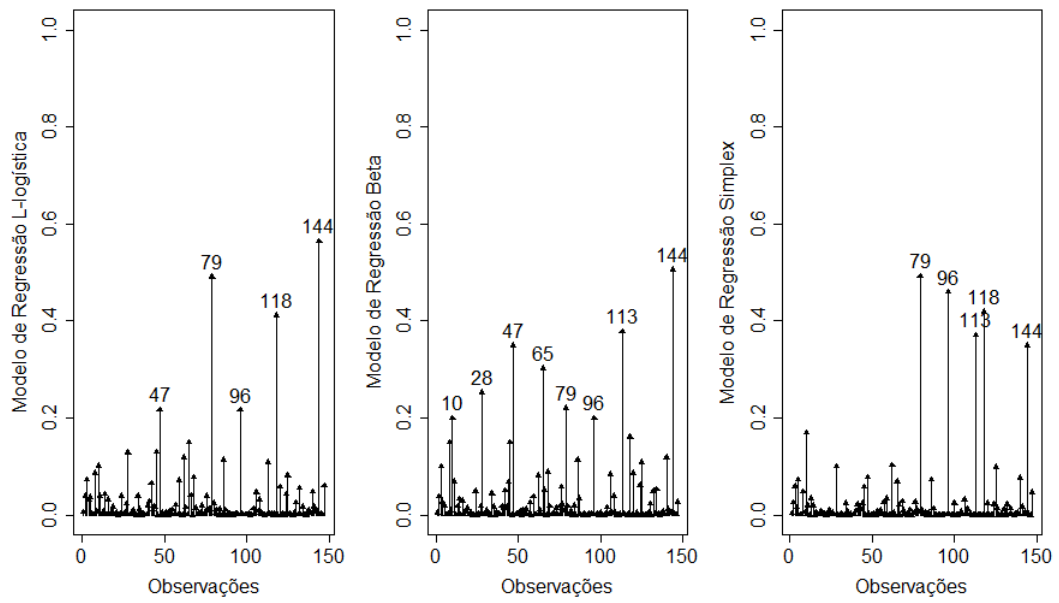 Modelo de Regressão L-logística
0.0 0.2 0.4 0.6 0.8 1.0
47
79
96
118
144
0 50 100 150
Observações
Modelo de Regressão Beta
0.0 0.2 0.4 0.6 0.8 1.0
10
28
47
65
79
96
113
144
0 50 100 150
Observações
Modelo de Regressão Simplex
0.0 0.2 0.4 0.6 0.8 1.0
79
96
113
118
144
0 50 100 150
Observações